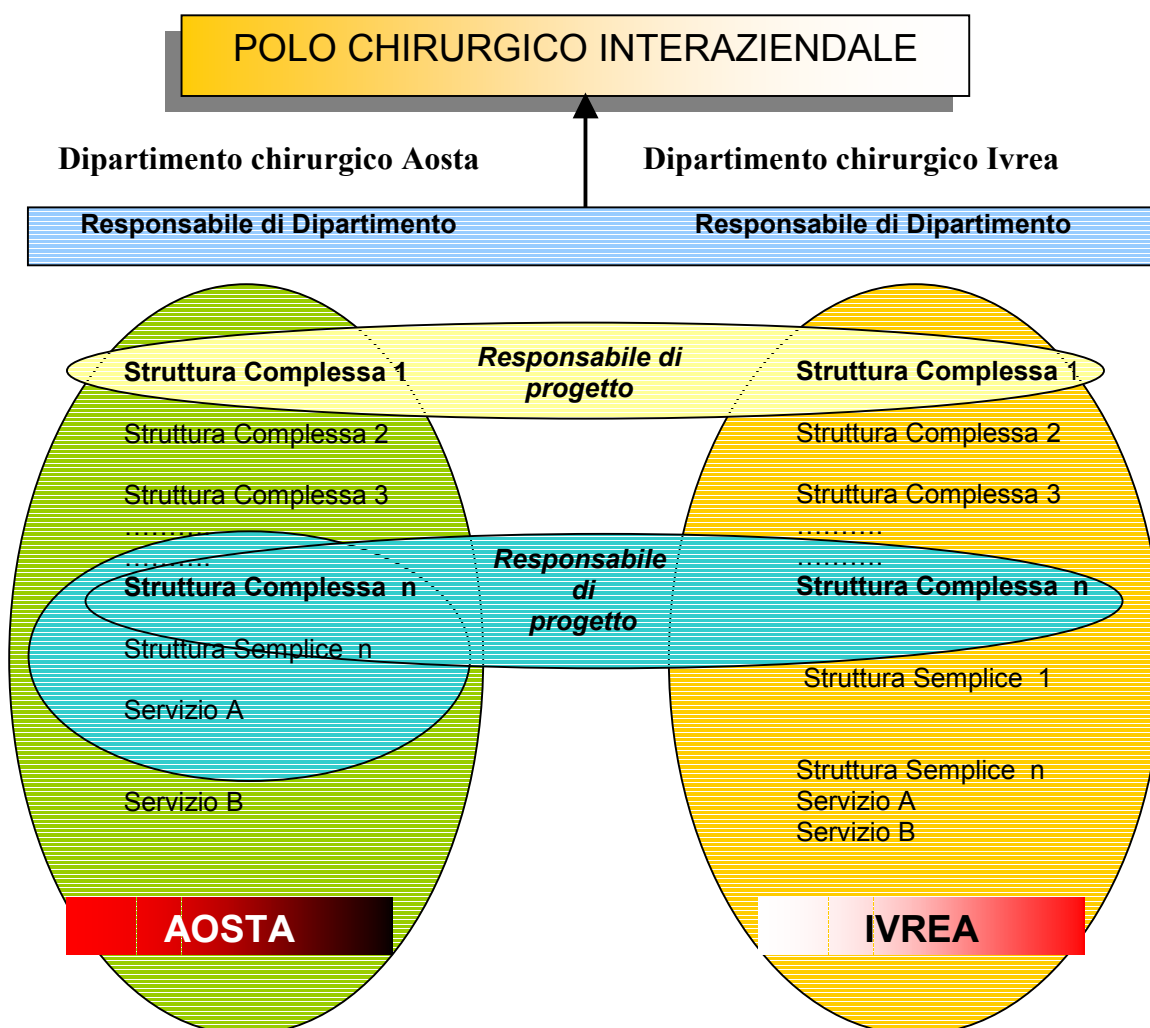 POLO CHIRURGICO INTERAZIENDALE
Dipartimento chirurgico Aosta
Dipartimento chirurgico Ivrea
Responsabile di Dipartimento
Responsabile di Dipartimento
Struttura Complessa 1
Struttura Complessa 2
Struttura Complessa 3
……….
……….
Struttura Complessa n
Struttura Semplice n
Servizio A
Servizio B
AOSTA
Responsabile di
progetto
Responsabile
di
progetto
Struttura Complessa 1
Struttura Complessa 2
Struttura Complessa 3
……….
……….
Struttura Complessa n
Struttura Semplice 1
Struttura Semplice n
Servizio A
Servizio B
IVREA